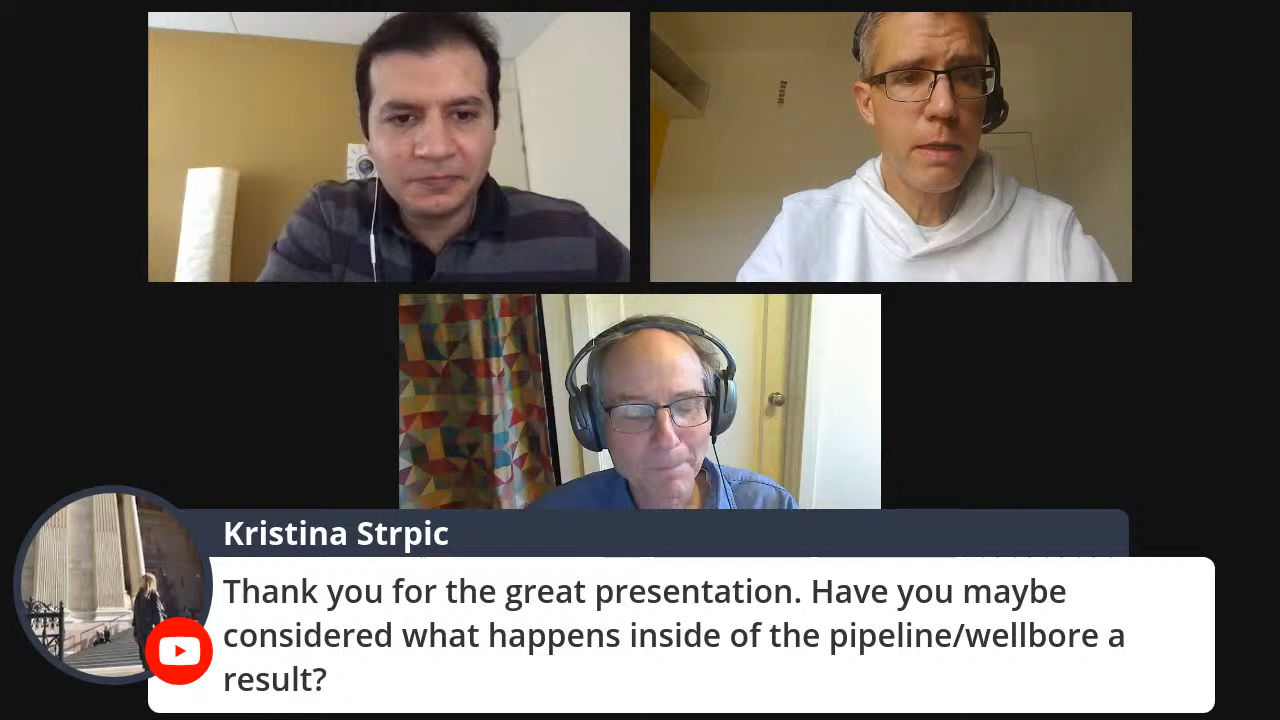 Kristina Strpic
Thank you for the great presentation. Have you maybe
considered what happens inside of the pipeline/wellbore a
result?